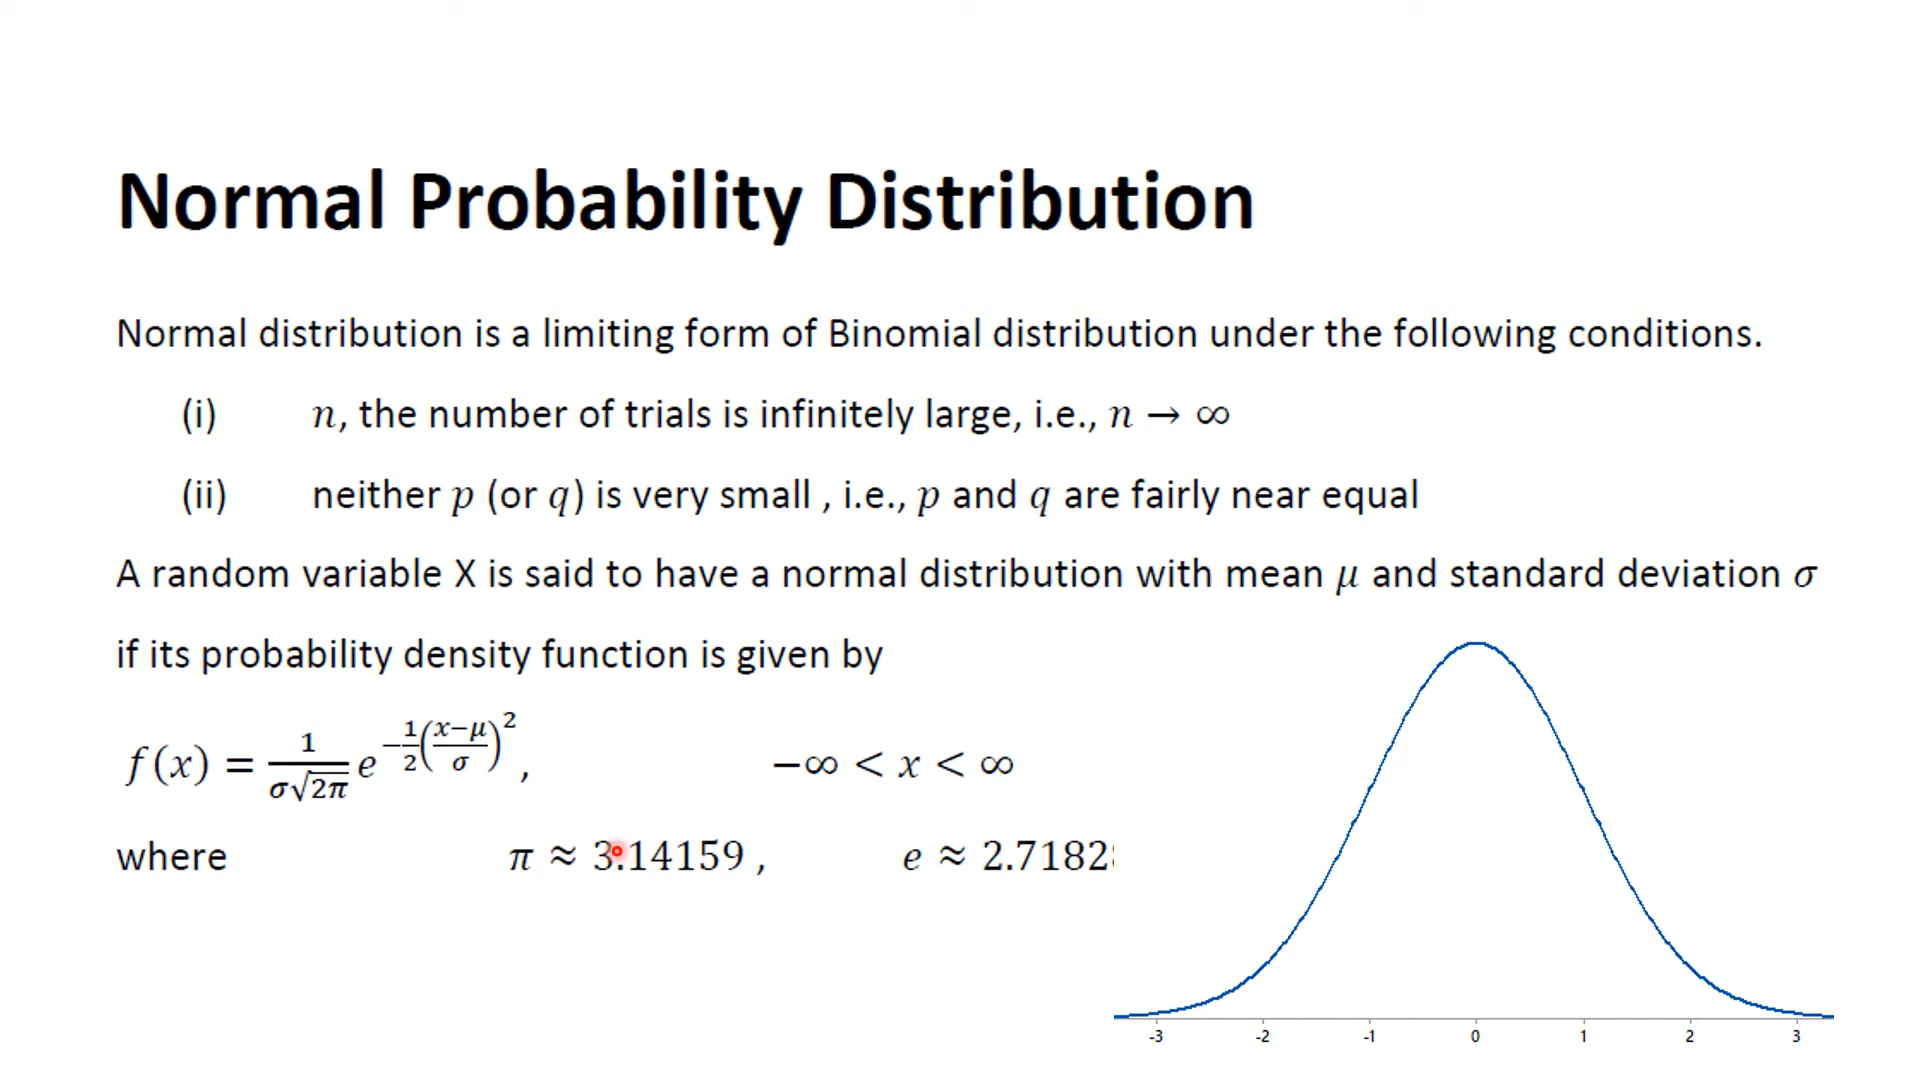 Normal Probability Distribution
Normal distribution is a limiting form of Binomial distribution under the following conditions.
(i) n, the number of trials is infinitely large, i.e., n → ∞
(ii) neither p (or q) is very small , i.e., p and q are fairly near equal
A random variable X is said to have a normal distribution with mean μ and standard deviation σ
if its probability density function is given by
f(x) = \frac{1}{σ√2π} e^{-\frac{1}{2}(\frac{x-μ}{σ})^2}, −∞ < x < ∞
where π ≈ 3.14159 , e ≈ 2.7182
-3 -2 -1 0 1 2 3